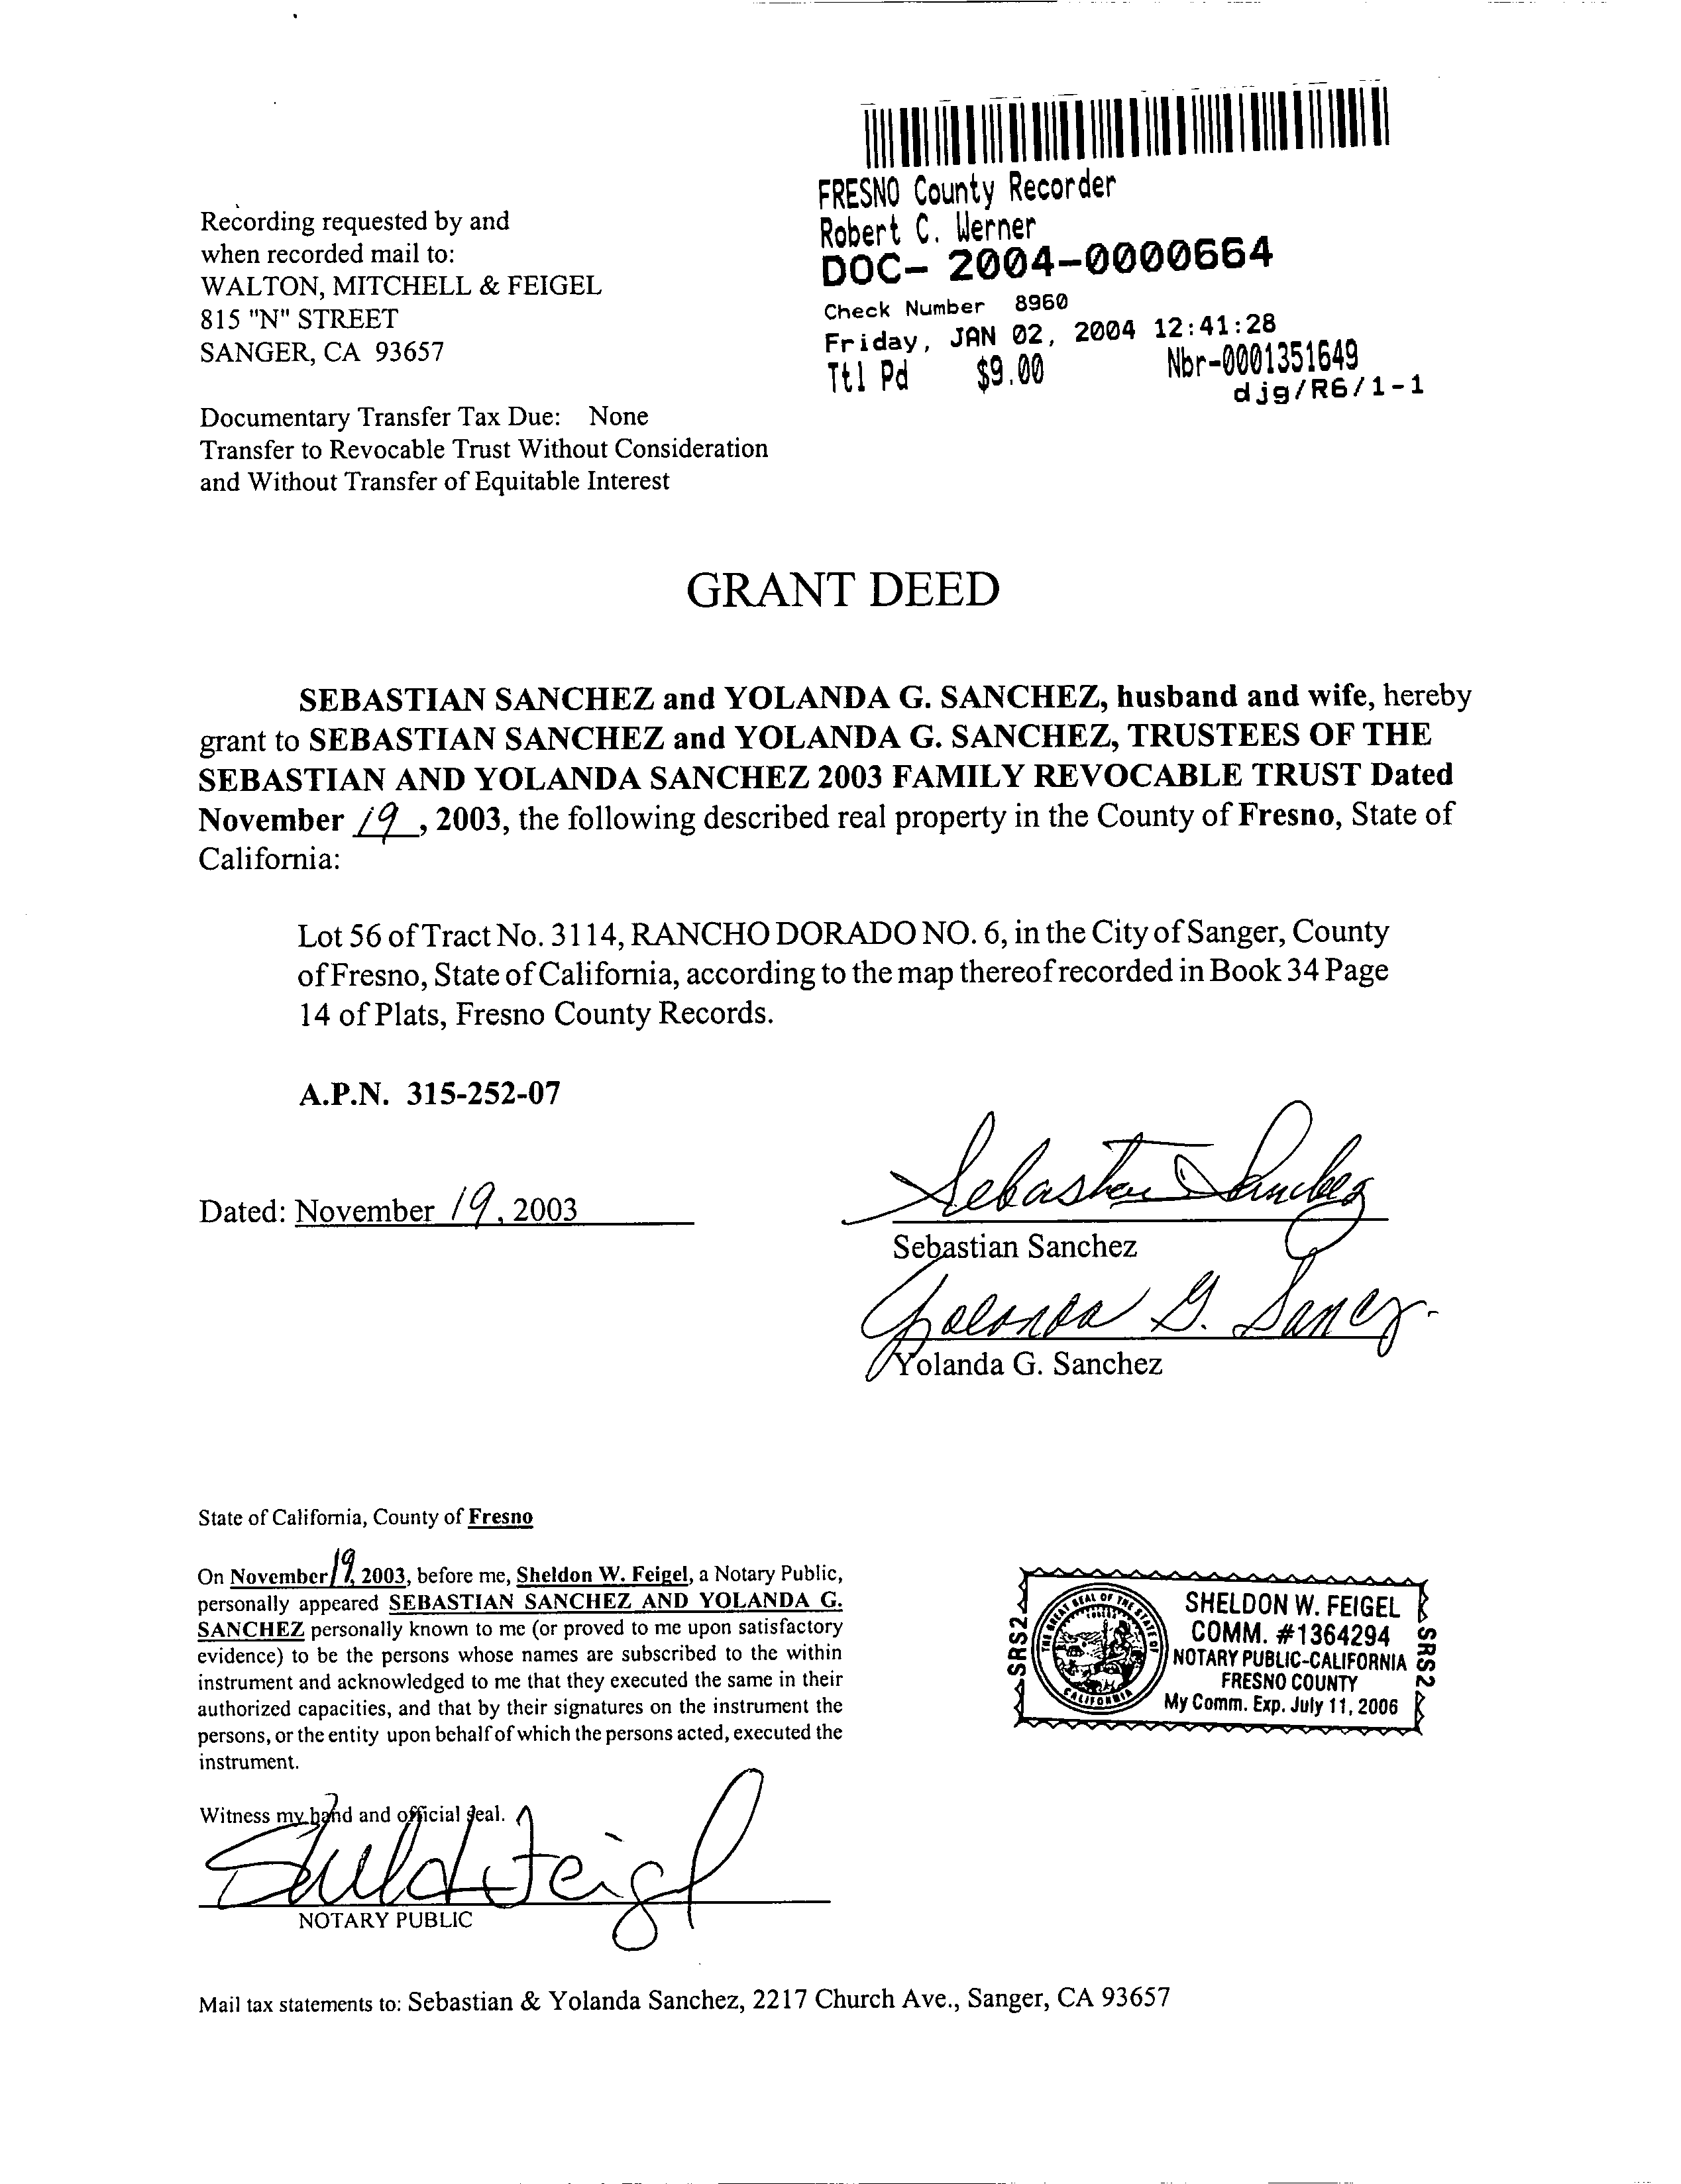 FRESNO County Recorder
Robert C. Werner
DOC- 2004-0000664
Check Number 8960
Friday, JAN 02, 2004 12:41:28
Ttl Pd $9.00 Nbr-0001351649
djg/R6/1-1
Recording requested by and
when recorded mail to:
WALTON, MITCHELL & FEIGEL
815 "N" STREET
SANGER, CA 93657
Documentary Transfer Tax Due: None
Transfer to Revocable Trust Without Consideration
and Without Transfer of Equitable Interest
GRANT DEED
SEBASTIAN SANCHEZ and YOLANDA G. SANCHEZ, husband and wife, hereby
grant to SEBASTIAN SANCHEZ and YOLANDA G. SANCHEZ, TRUSTEES OF THE
SEBASTIAN AND YOLANDA SANCHEZ 2003 FAMILY REVOCABLE TRUST Dated
November 19, 2003, the following described real property in the County of Fresno, State of
California:
Lot 56 of Tract No. 3114, RANCHO DORADO NO. 6, in the City of Sanger, County
of Fresno, State of California, according to the map thereof recorded in Book 34 Page
14 of Plats, Fresno County Records.
A.P.N. 315-252-07
Dated: November 19, 2003
Sebastian Sanchez
Sebastian Sanchez
Yolanda G. Sanchez
Yolanda G. Sanchez
State of California, County of Fresno
On November 19, 2003, before me, Sheldon W. Feigel, a Notary Public,
personally appeared SEBASTIAN SANCHEZ AND YOLANDA G.
SANCHEZ personally known to me (or proved to me upon satisfactory
evidence) to be the persons whose names are subscribed to the within
instrument and acknowledged to me that they executed the same in their
authorized capacities, and that by their signatures on the instrument the
persons, or the entity upon behalf of which the persons acted, executed the
instrument.
SRS2
THE GREAT SEAL OF THE STATE OF CALIFORNIA
SHELDON W. FEIGEL
COMM. #1364294
NOTARY PUBLIC-CALIFORNIA
FRESNO COUNTY
My Comm. Exp. July 11, 2006
SRS2
Witness my hand and official seal.
NOTARY PUBLIC
Mail tax statements to: Sebastian & Yolanda Sanchez, 2217 Church Ave., Sanger, CA 93657